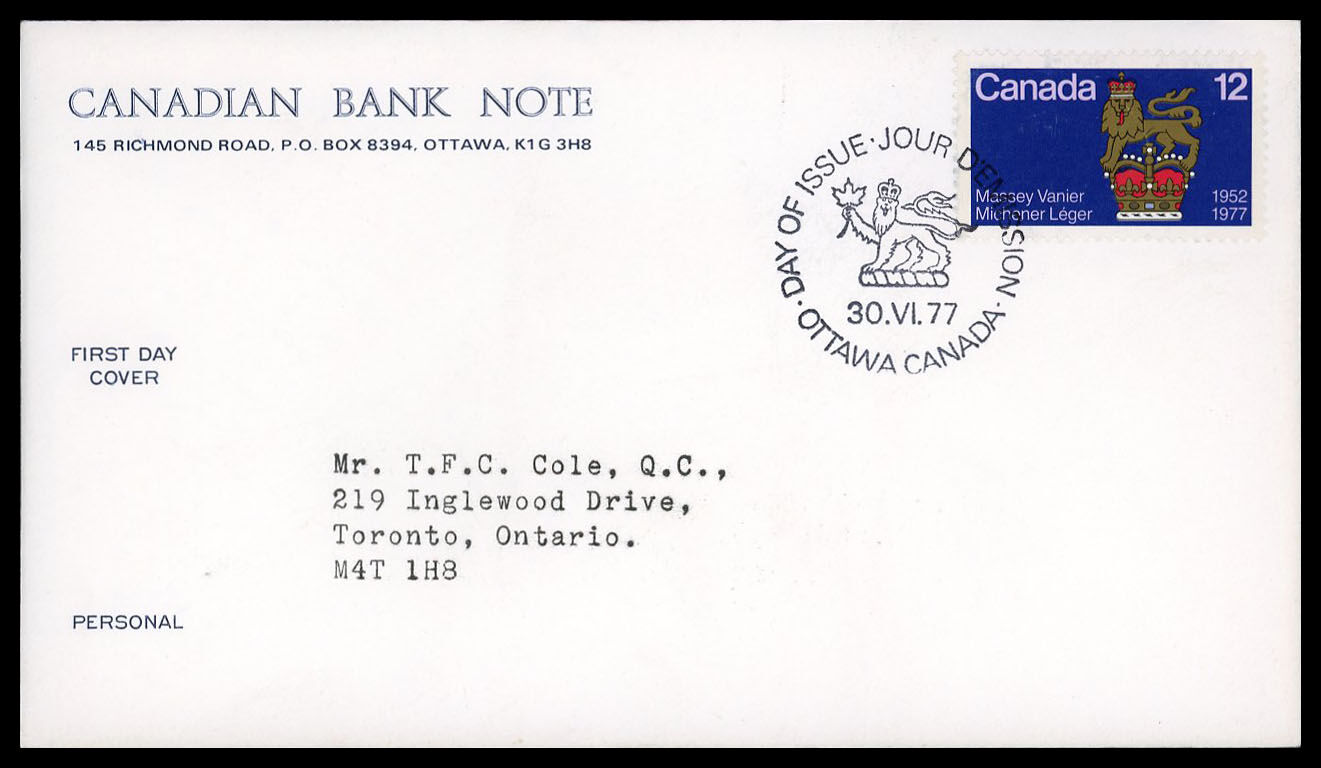 CANADIAN BANK NOTE
145 RICHMOND ROAD, P.O. BOX 8394, OTTAWA, K1G 3H8
Canada 12
Massey Vanier 1952
Michener Léger 1977
DAY OF ISSUE · JOUR D'EMISSION · OTTAWA CANADA ·
30.VI.77
FIRST DAY
COVER
Mr. T.F.C. Cole, Q.C.,
219 Inglewood Drive,
Toronto, Ontario.
M4T 1H8
PERSONAL